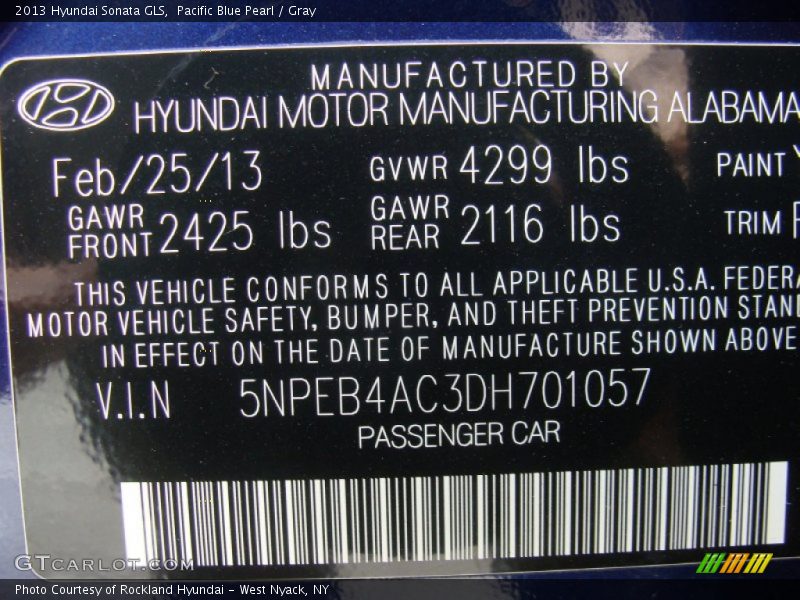 2013 Hyundai Sonata GLS, Pacific Blue Pearl / Gray
MANUFACTURED BY
HYUNDAI MOTOR MANUFACTURING ALABAMA
Feb/25/13 GVWR 4299 lbs PAINT
GAWR FRONT 2425 lbs GAWR REAR 2116 lbs TRIM
THIS VEHICLE CONFORMS TO ALL APPLICABLE U.S.A. FEDERA
MOTOR VEHICLE SAFETY, BUMPER, AND THEFT PREVENTION STAN
IN EFFECT ON THE DATE OF MANUFACTURE SHOWN ABOVE
V.I.N 5NPEB4AC3DH701057
PASSENGER CAR
GTCARLOT.COM
Photo Courtesy of Rockland Hyundai - West Nyack, NY